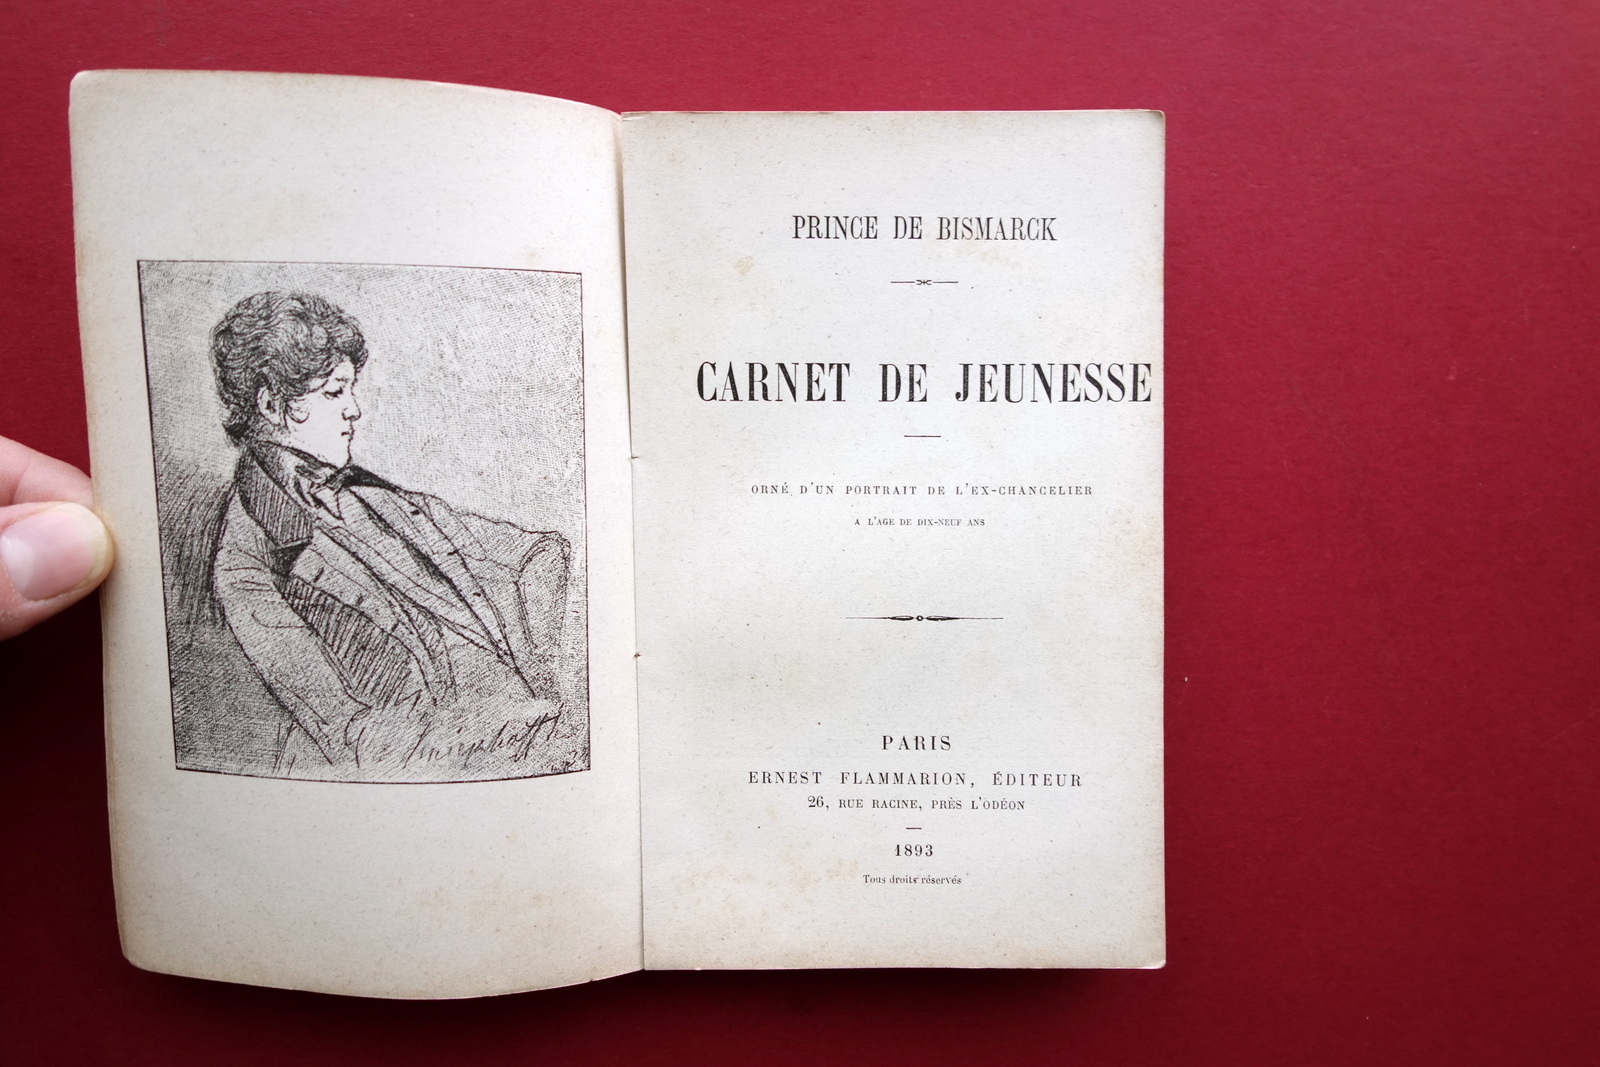 PRINCE DE BISMARCK
CARNET DE JEUNESSE
ORNÉ D'UN PORTRAIT DE L'EX-CHANCELIER
A L'AGE DE DIX-NEUF ANS
PARIS
ERNEST FLAMMARION, ÉDITEUR
26, RUE RACINE, PRÈS L'ODÉON
1893
Tous droits réservés